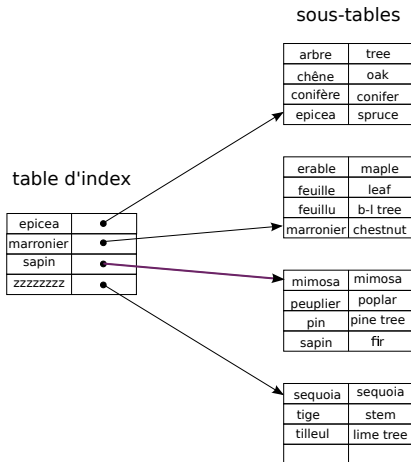 sous-tables
arbre tree
chêne oak
conifère conifer
epicea spruce
erable maple
feuille leaf
feuillu b-l tree
marronier chestnut
table d'index
epicea
marronier
sapin
zzzzzzzz
mimosa mimosa
peuplier poplar
pin pine tree
sapin fir
sequoia sequoia
tige stem
tilleul lime tree